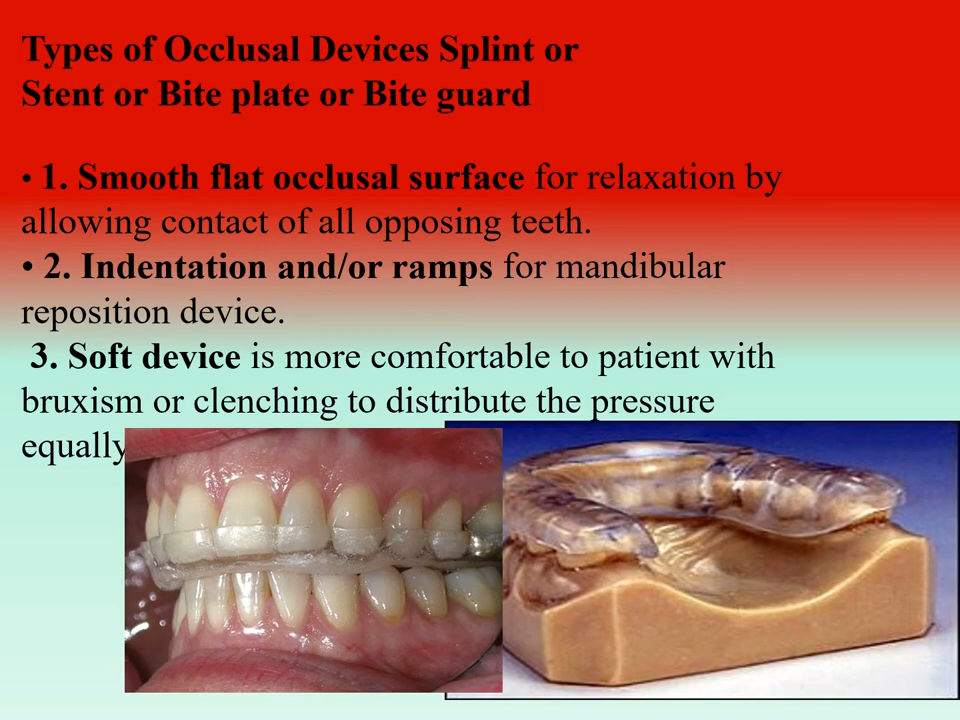 Types of Occlusal Devices Splint or
Stent or Bite plate or Bite guard
• 1. Smooth flat occlusal surface for relaxation by
allowing contact of all opposing teeth.
• 2. Indentation and/or ramps for mandibular
reposition device.
3. Soft device is more comfortable to patient with
bruxism or clenching to distribute the pressure
equally